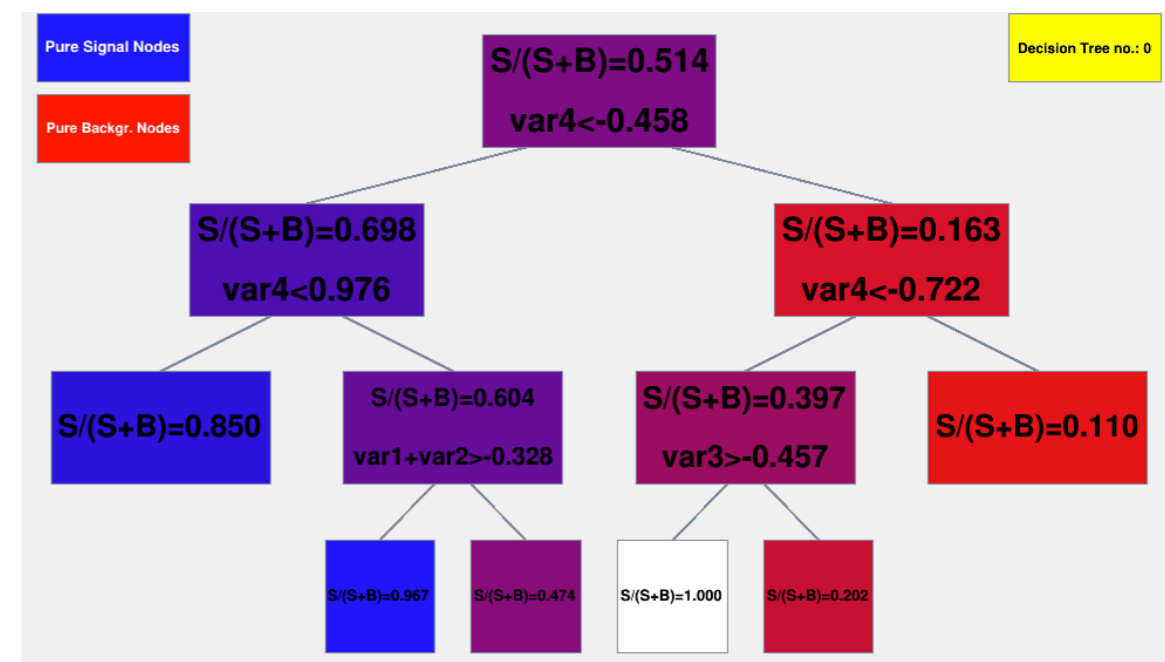 Pure Signal Nodes
Decision Tree no.: 0
S/(S+B)=0.514
var4<-0.458
Pure Backgr. Nodes
S/(S+B)=0.698
var4<0.976
S/(S+B)=0.163
var4<-0.722
S/(S+B)=0.850
S/(S+B)=0.604
var1+var2>-0.328
S/(S+B)=0.397
var3>-0.457
S/(S+B)=0.110
S/(S+B)=0.967
S/(S+B)=0.474
S/(S+B)=1.000
S/(S+B)=0.202